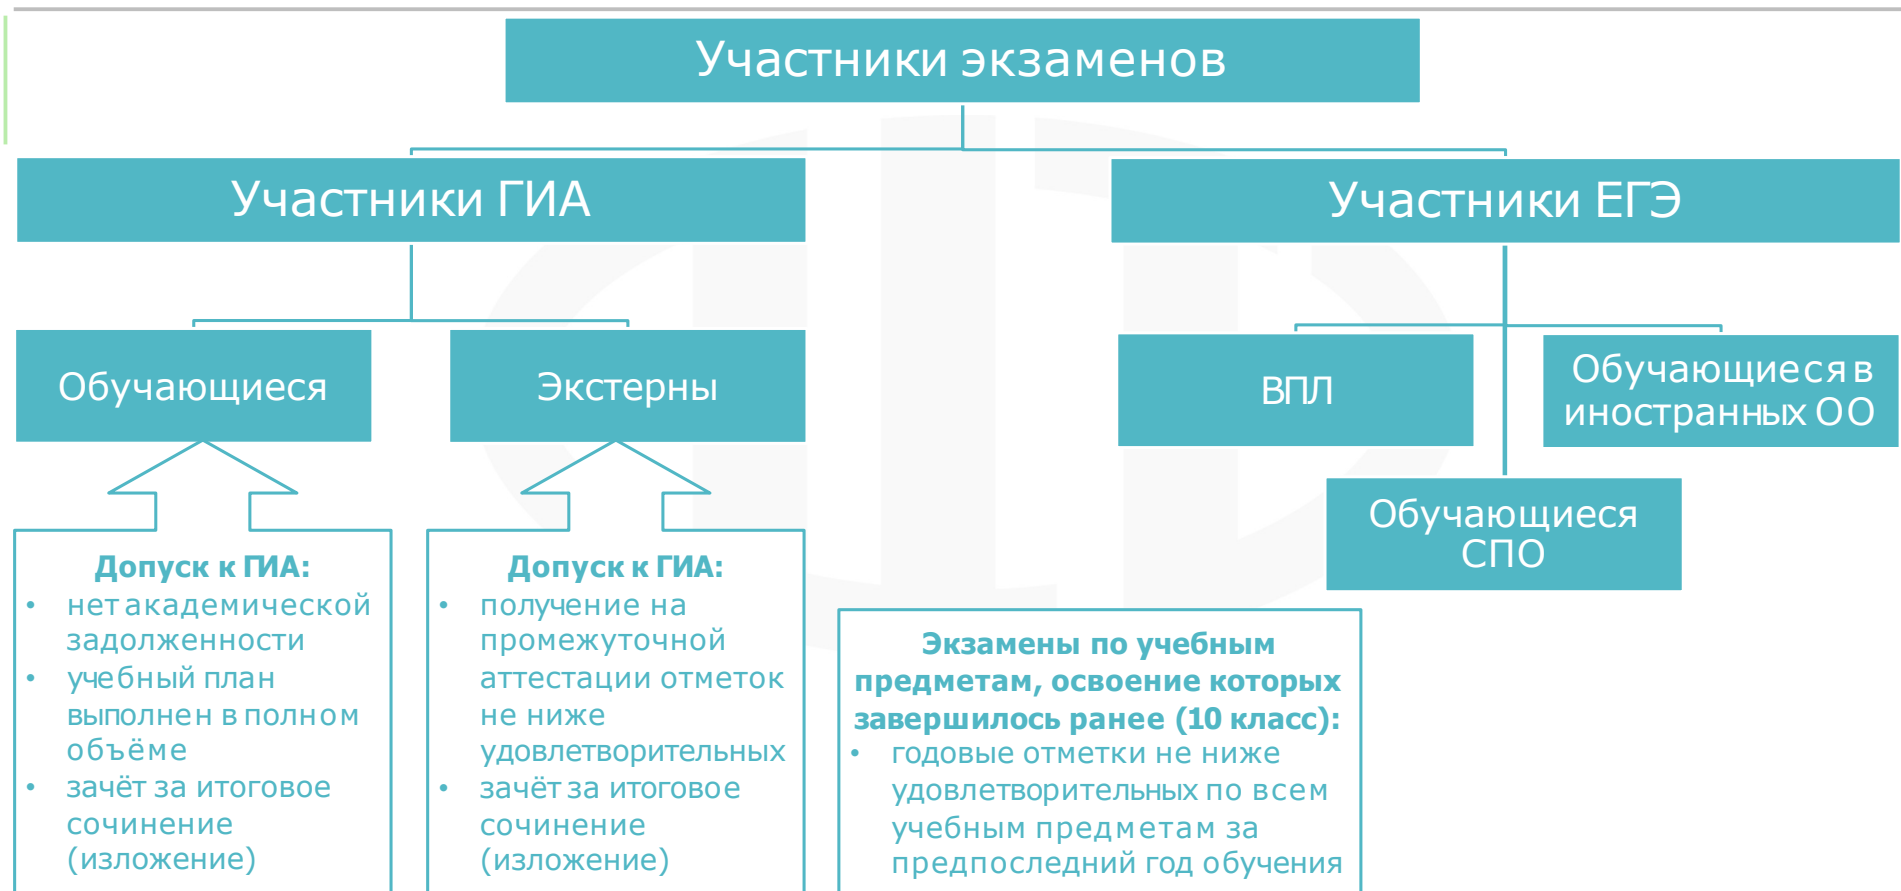 Участники экзаменов
Участники ГИА
Участники ЕГЭ
Обучающиеся
Экстерны
ВПЛ
Обучающиеся в
иностранных ОО
Обучающиеся
СПО
Допуск к ГИА:
• нет академической
задолженности
• учебный план
выполнен в полном
объёме
• зачёт за итоговое
сочинение
(изложение)
Допуск к ГИА:
• получение на
промежуточной
аттестации отметок
не ниже
удовлетворительных
• зачёт за итоговое
сочинение
(изложение)
Экзамены по учебным
предметам, освоение которых
завершилось ранее (10 класс):
• годовые отметки не ниже
удовлетворительных по всем
учебным предметам за
предпоследний год обучения